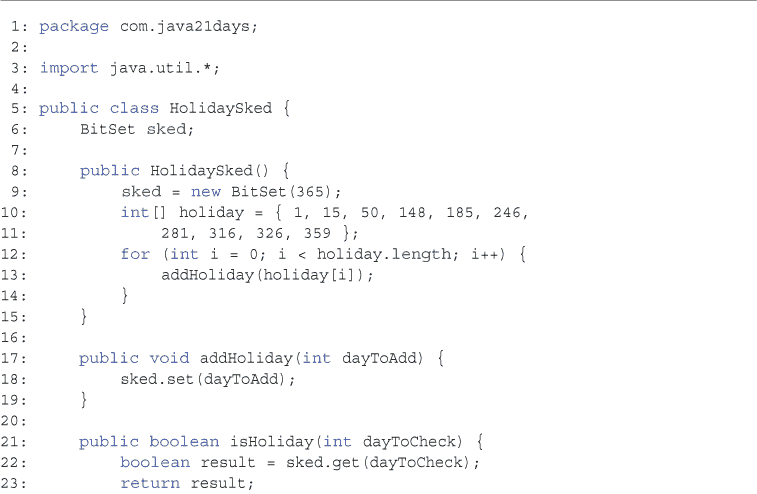 1: package com.java21days;
2:
3: import java.util.*;
4:
5: public class HolidaySked {
6:     BitSet sked;
7:
8:     public HolidaySked() {
9:         sked = new BitSet(365);
10:         int[] holiday = { 1, 15, 50, 148, 185, 246,
11:             281, 316, 326, 359 };
12:         for (int i = 0; i < holiday.length; i++) {
13:             addHoliday(holiday[i]);
14:         }
15:     }
16:
17:     public void addHoliday(int dayToAdd) {
18:         sked.set(dayToAdd);
19:     }
20:
21:     public boolean isHoliday(int dayToCheck) {
22:         boolean result = sked.get(dayToCheck);
23:         return result;